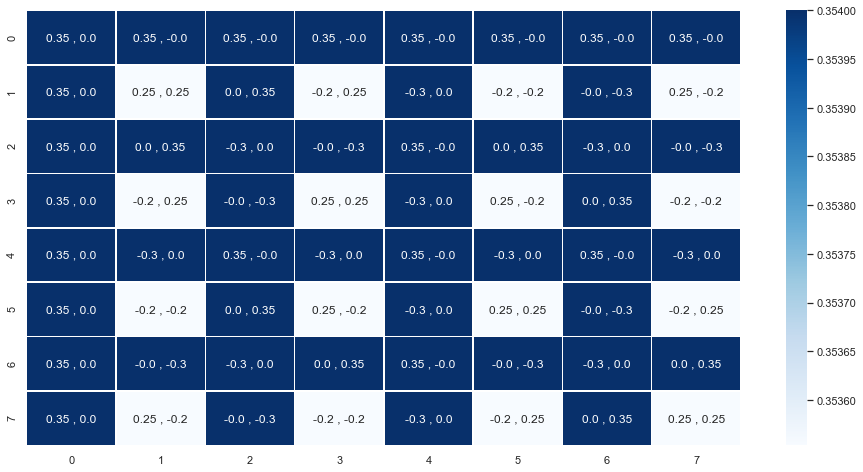 0 0.35 , 0.0 0.35 , -0.0 0.35 , -0.0 0.35 , -0.0 0.35 , -0.0 0.35 , -0.0 0.35 , -0.0 0.35 , -0.0
1 0.35 , 0.0 0.25 , 0.25 0.0 , 0.35 -0.2 , 0.25 -0.3 , 0.0 -0.2 , -0.2 -0.0 , -0.3 0.25 , -0.2
2 0.35 , 0.0 0.0 , 0.35 -0.3 , 0.0 -0.0 , -0.3 0.35 , -0.0 0.0 , 0.35 -0.3 , 0.0 -0.0 , -0.3
3 0.35 , 0.0 -0.2 , 0.25 -0.0 , -0.3 0.25 , 0.25 -0.3 , 0.0 0.25 , -0.2 0.0 , 0.35 -0.2 , -0.2
4 0.35 , 0.0 -0.3 , 0.0 0.35 , -0.0 -0.3 , 0.0 0.35 , -0.0 -0.3 , 0.0 0.35 , -0.0 -0.3 , 0.0
5 0.35 , 0.0 -0.2 , -0.2 0.0 , 0.35 0.25 , -0.2 -0.3 , 0.0 0.25 , 0.25 -0.0 , -0.3 -0.2 , 0.25
6 0.35 , 0.0 -0.0 , -0.3 -0.3 , 0.0 0.0 , 0.35 0.35 , -0.0 -0.0 , -0.3 -0.3 , 0.0 0.0 , 0.35
7 0.35 , 0.0 0.25 , -0.2 -0.0 , -0.3 -0.2 , -0.2 -0.3 , 0.0 -0.2 , 0.25 0.0 , 0.35 0.25 , 0.25
0 1 2 3 4 5 6 7
0.35400
0.35395
0.35390
0.35385
0.35380
0.35375
0.35370
0.35365
0.35360